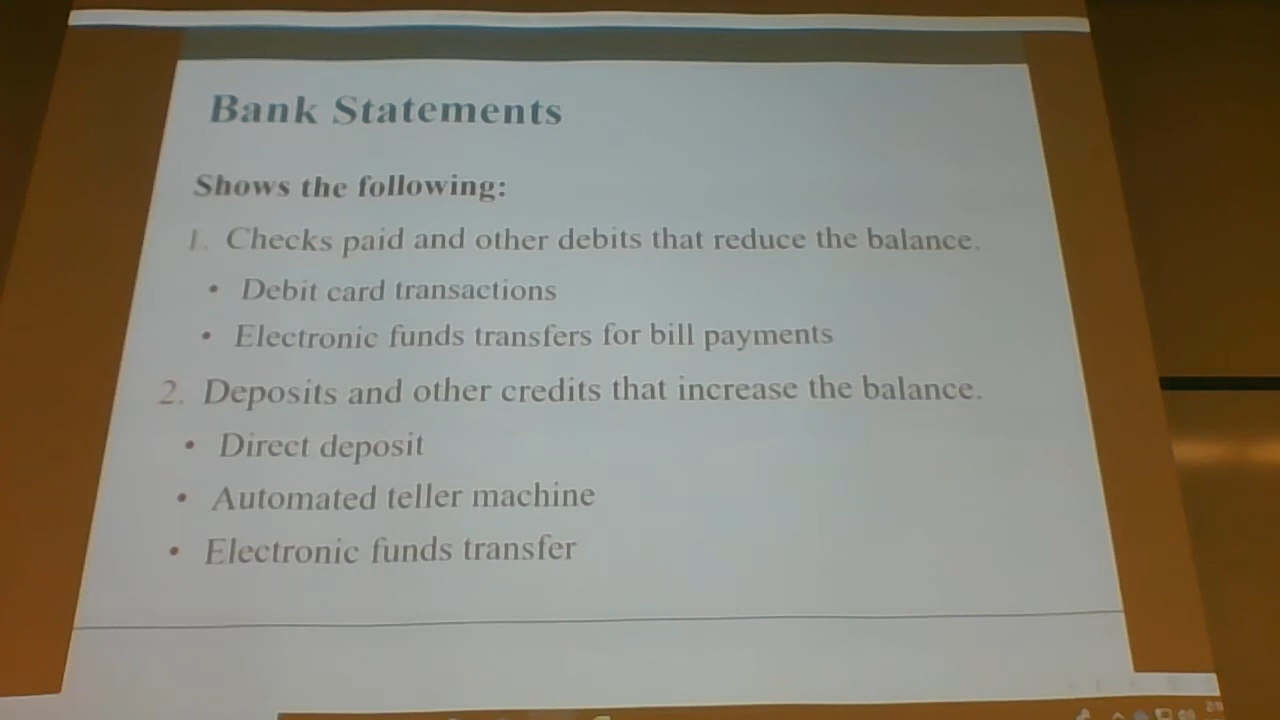 Bank Statements
Shows the following:
1. Checks paid and other debits that reduce the balance.
• Debit card transactions
• Electronic funds transfers for bill payments
2. Deposits and other credits that increase the balance.
• Direct deposit
• Automated teller machine
• Electronic funds transfer